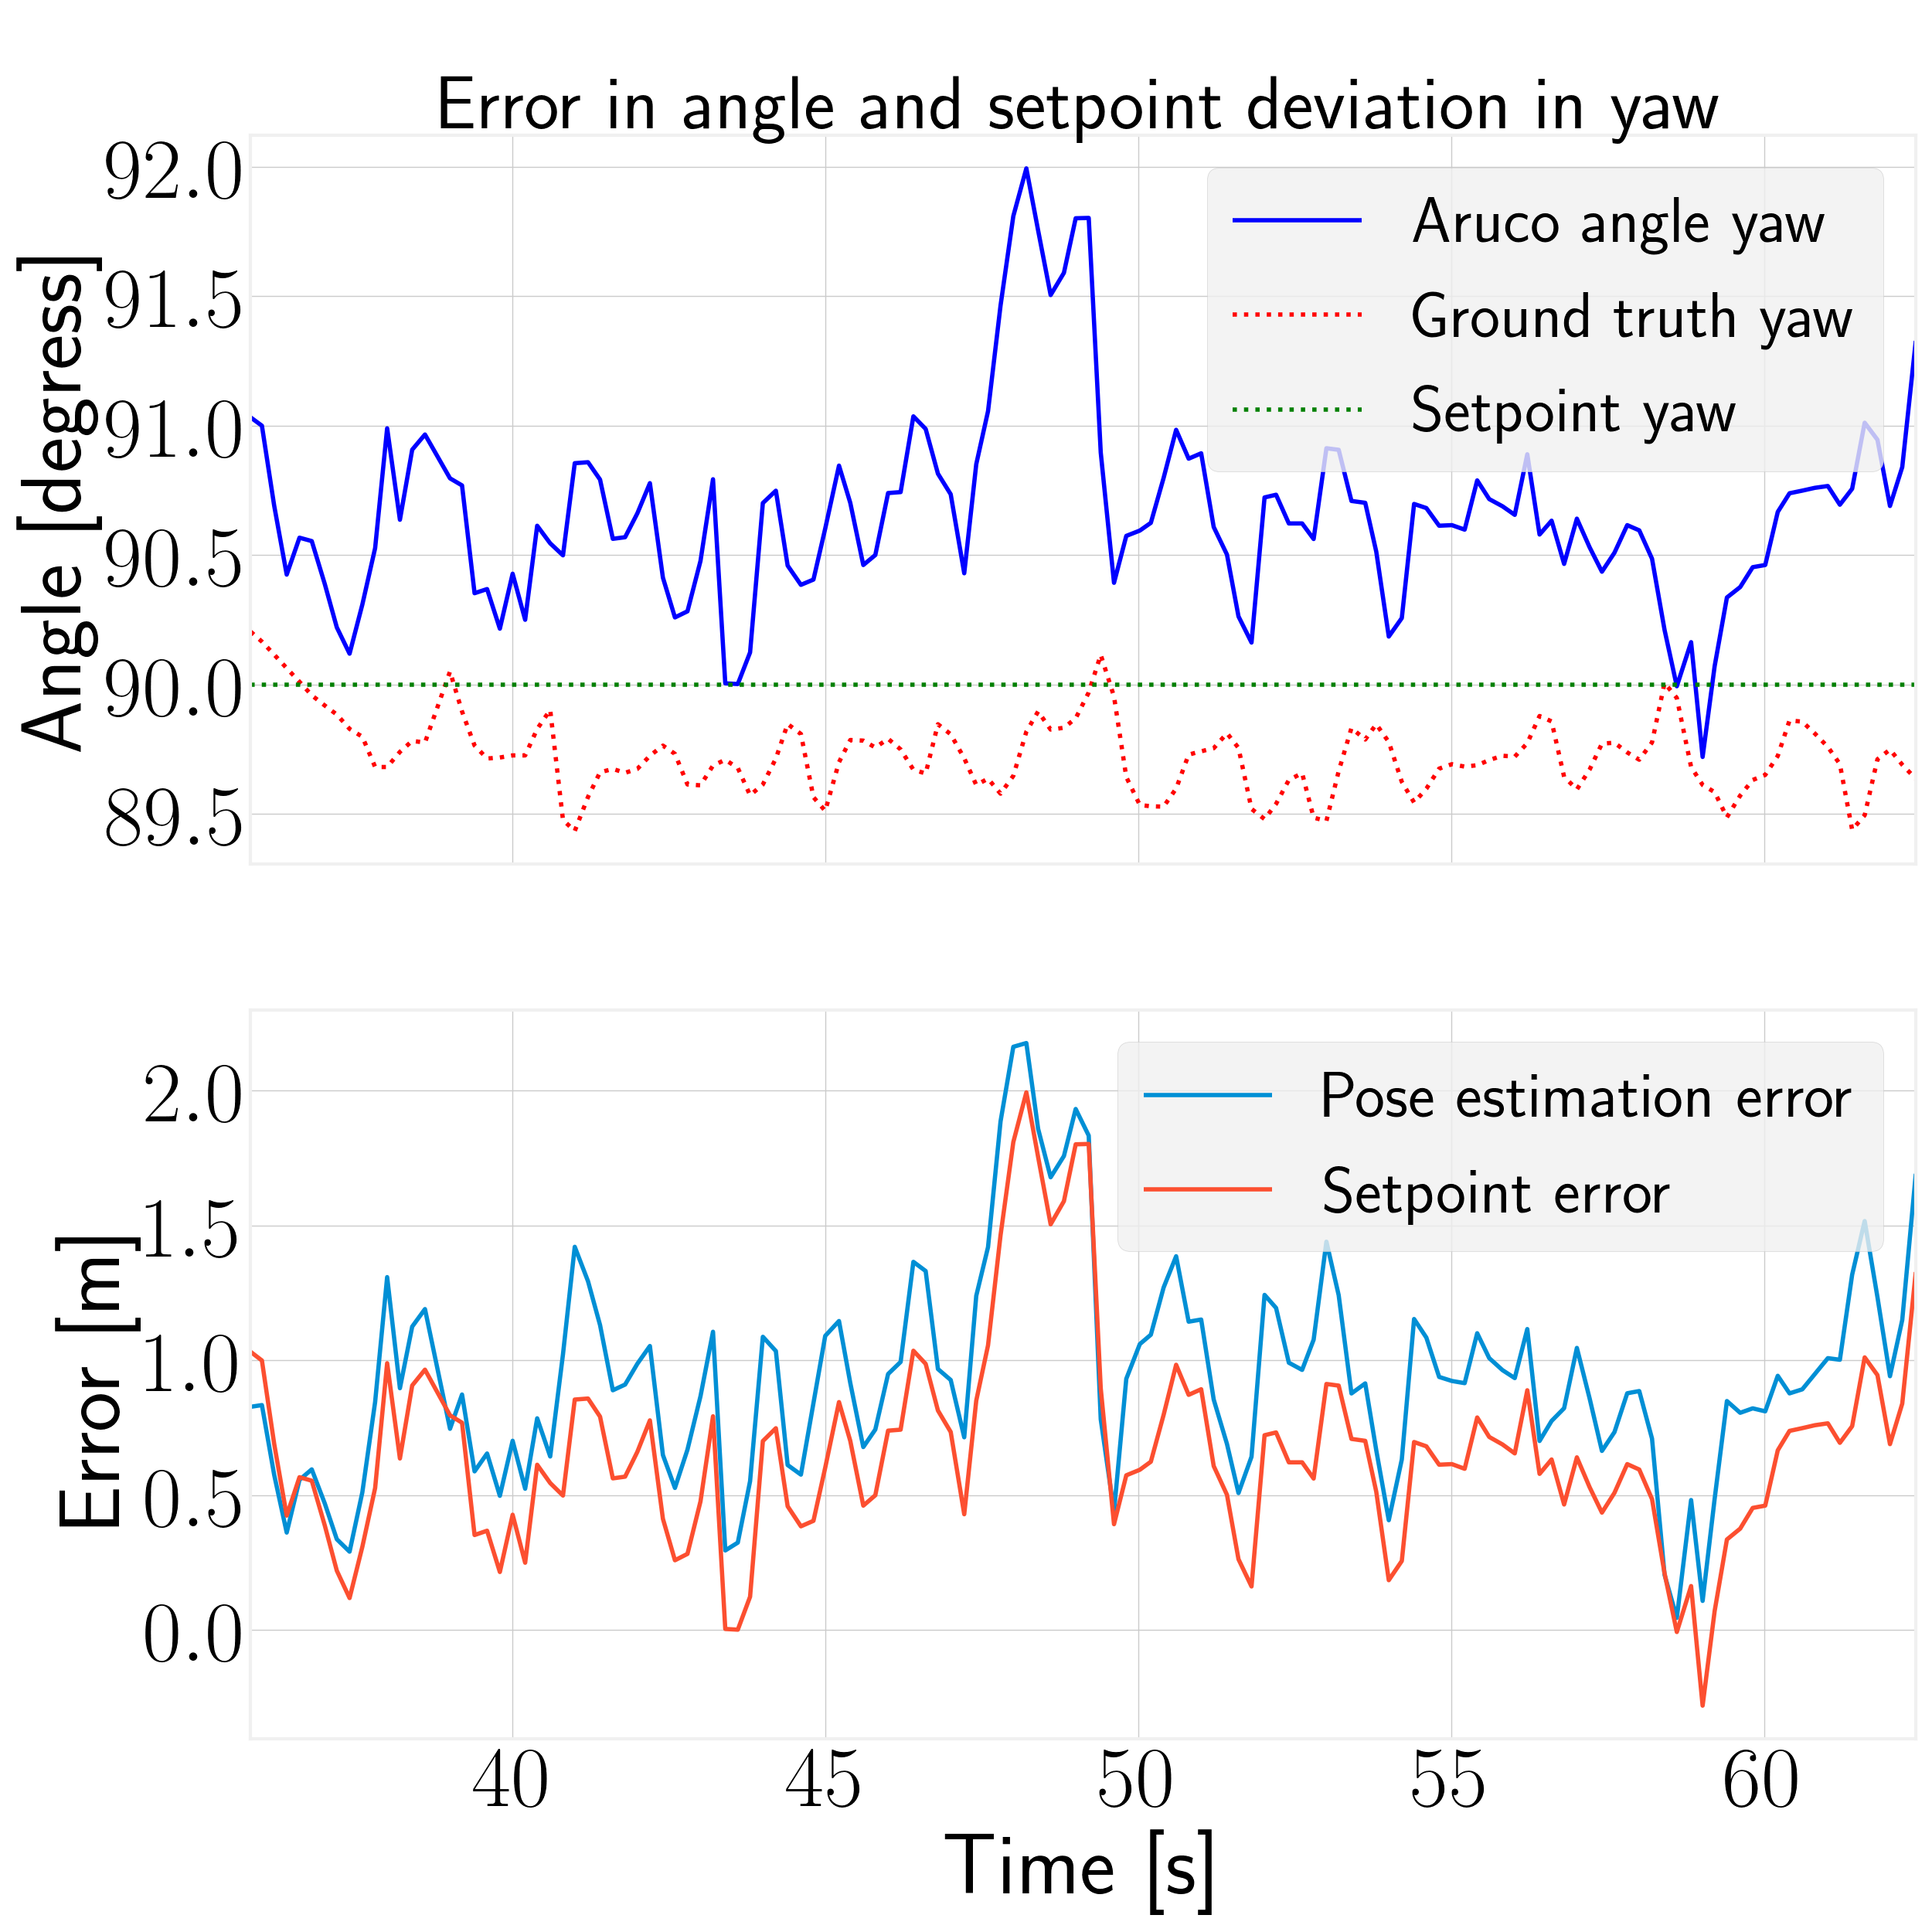 Error in angle and setpoint deviation in yaw
Angle [degress]
92.0
91.5
91.0
90.5
90.0
89.5
Aruco angle yaw
Ground truth yaw
Setpoint yaw
Error [m]
2.0
1.5
1.0
0.5
0.0
Pose estimation error
Setpoint error
40 45 50 55 60
Time [s]